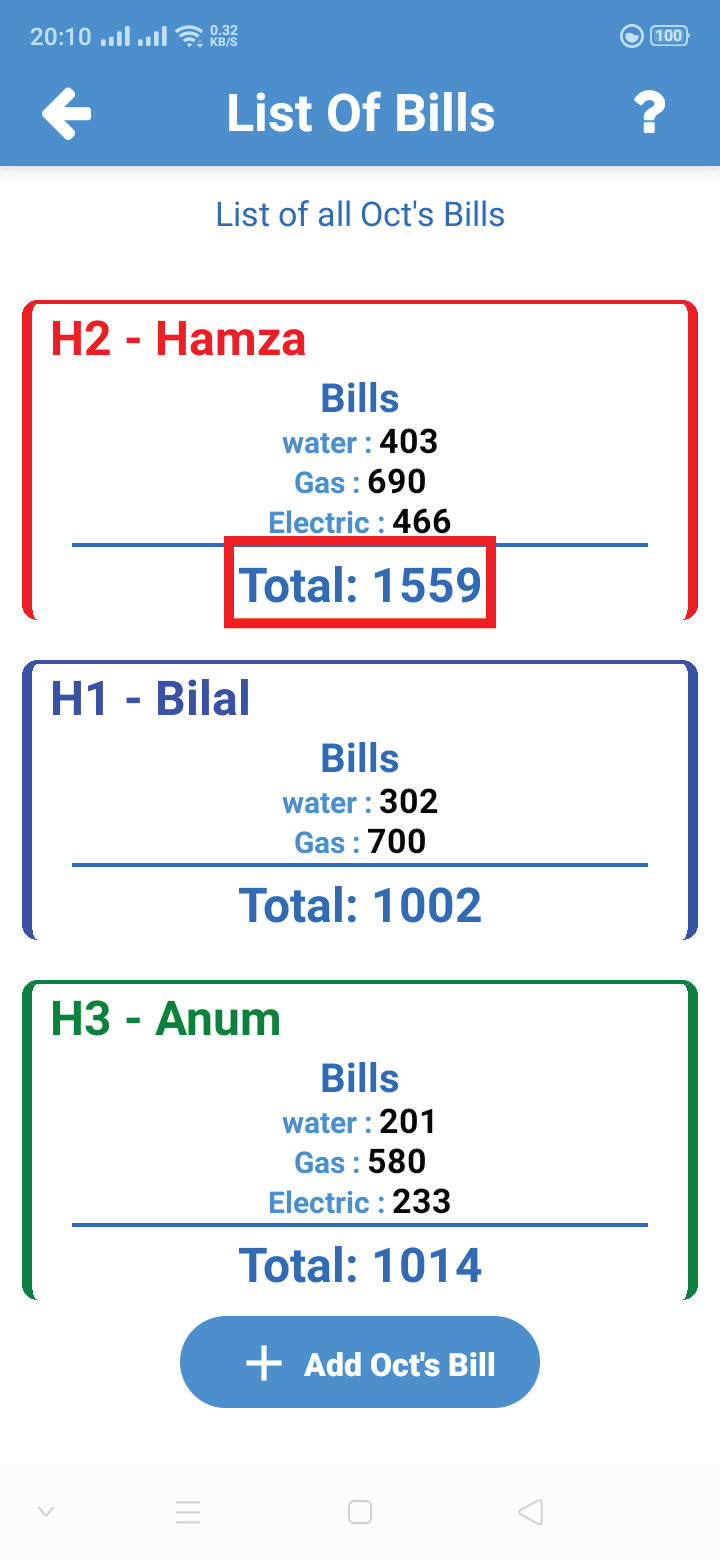 20:10 0.32 KB/S 100
List Of Bills ?
List of all Oct's Bills
H2 - Hamza
Bills
water : 403
Gas : 690
Electric : 466
Total: 1559
H1 - Bilal
Bills
water : 302
Gas : 700
Total: 1002
H3 - Anum
Bills
water : 201
Gas : 580
Electric : 233
Total: 1014
+ Add Oct's Bill